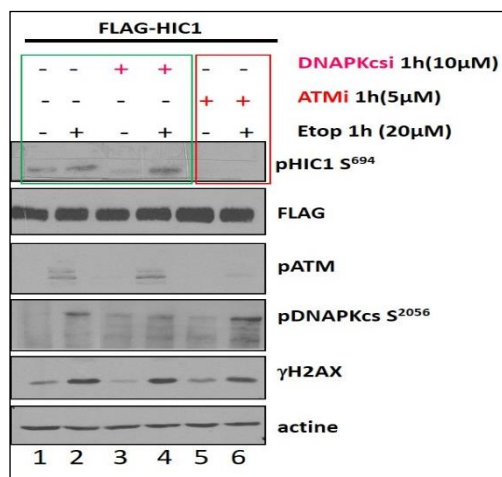 FLAG-HIC1
- - + + - - DNAPKcsi 1h(10µM)
- - - - + + ATMi 1h(5µM)
- + - + - + Etop 1h (20µM)
pHIC1 S⁶⁹⁴
FLAG
pATM
pDNAPKcs S²⁰⁵⁶
γH2AX
actine
1 2 3 4 5 6